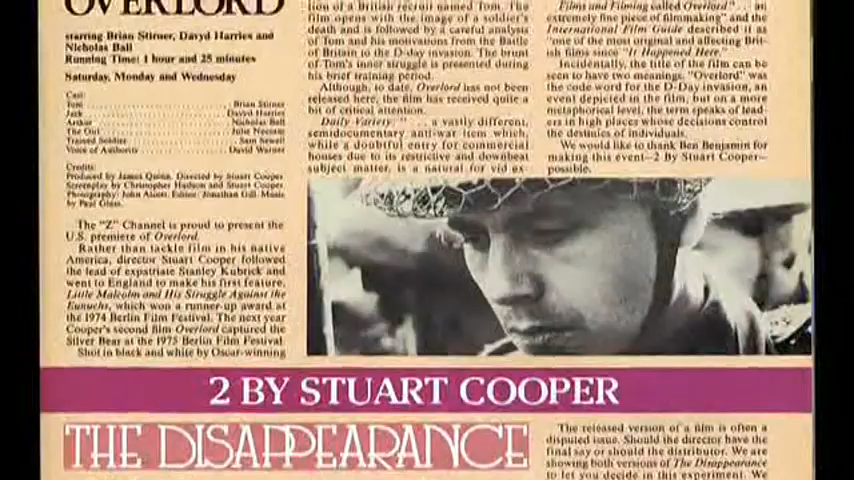 OVERLORD
starring Brian Stirner, Davyd Harries and
Nicholas Ball
Running Time: 1 hour and 25 minutes
Saturday, Monday and Wednesday
Cast:
Tom Brian Stirner
Jack Davyd Harries
Arthur Nicholas Ball
The Girl Julie Neesam
Trained Soldier Sam Sewell
Voice of Authority David Warner
Credits:
Produced by James Quinn. Directed by Stuart Cooper.
Screenplay by Christopher Hudson and Stuart Cooper.
Photography: John Alcott. Editor: Jonathan Gili. Music
by Paul Glass.
The "Z" Channel is proud to present the
U.S. premiere of Overlord.
Rather than tackle film in his native
America, director Stuart Cooper followed
the lead of expatriate Stanley Kubrick and
went to England to make his first feature,
Little Malcolm and His Struggle Against the
Eunuchs, which won a runner-up award at
the 1974 Berlin Film Festival. The next year
Cooper's second film Overlord captured the
Silver Bear at the 1975 Berlin Film Festival.
Shot in black and white by Oscar-winning
tion of a British recruit named Tom. The
film opens with the image of a soldier's
death and is followed by a careful analysis
of Tom and his motivations from the Battle
of Britain to the D-day invasion. The brunt
of Tom's inner struggle is presented during
his brief training period.
Although, to date, Overlord has not been
released here, the film has received quite a
bit of critical attention.
Daily Variety: ". . . a vastly different,
semidocumentary anti-war item which,
while a doubtful entry for commercial
houses due to its restrictive and downbeat
subject matter, is a natural for vid ex-
Films and Filming called Overlord ". . . an
extremely fine piece of filmmaking" and the
International Film Guide described it as
"one of the most original and affecting Brit-
ish films since "It Happened Here."
Incidentally, the title of the film can be
seen to have two meanings. "Overlord" was
the code word for the D-Day invasion, an
event depicted in the film, but on a more
metaphorical level, the term speaks of lead-
ers in high places whose decisions control
the destinies of individuals.
We would like to thank Ben Benjamin for
making this event—2 By Stuart Cooper—
possible.
2 BY STUART COOPER
THE DISAPPEARANCE
The released version of a film is often a
disputed issue. Should the director have the
final say or should the distributor. We are
showing both versions of The Disappearance
to let you decide in this experiment. We